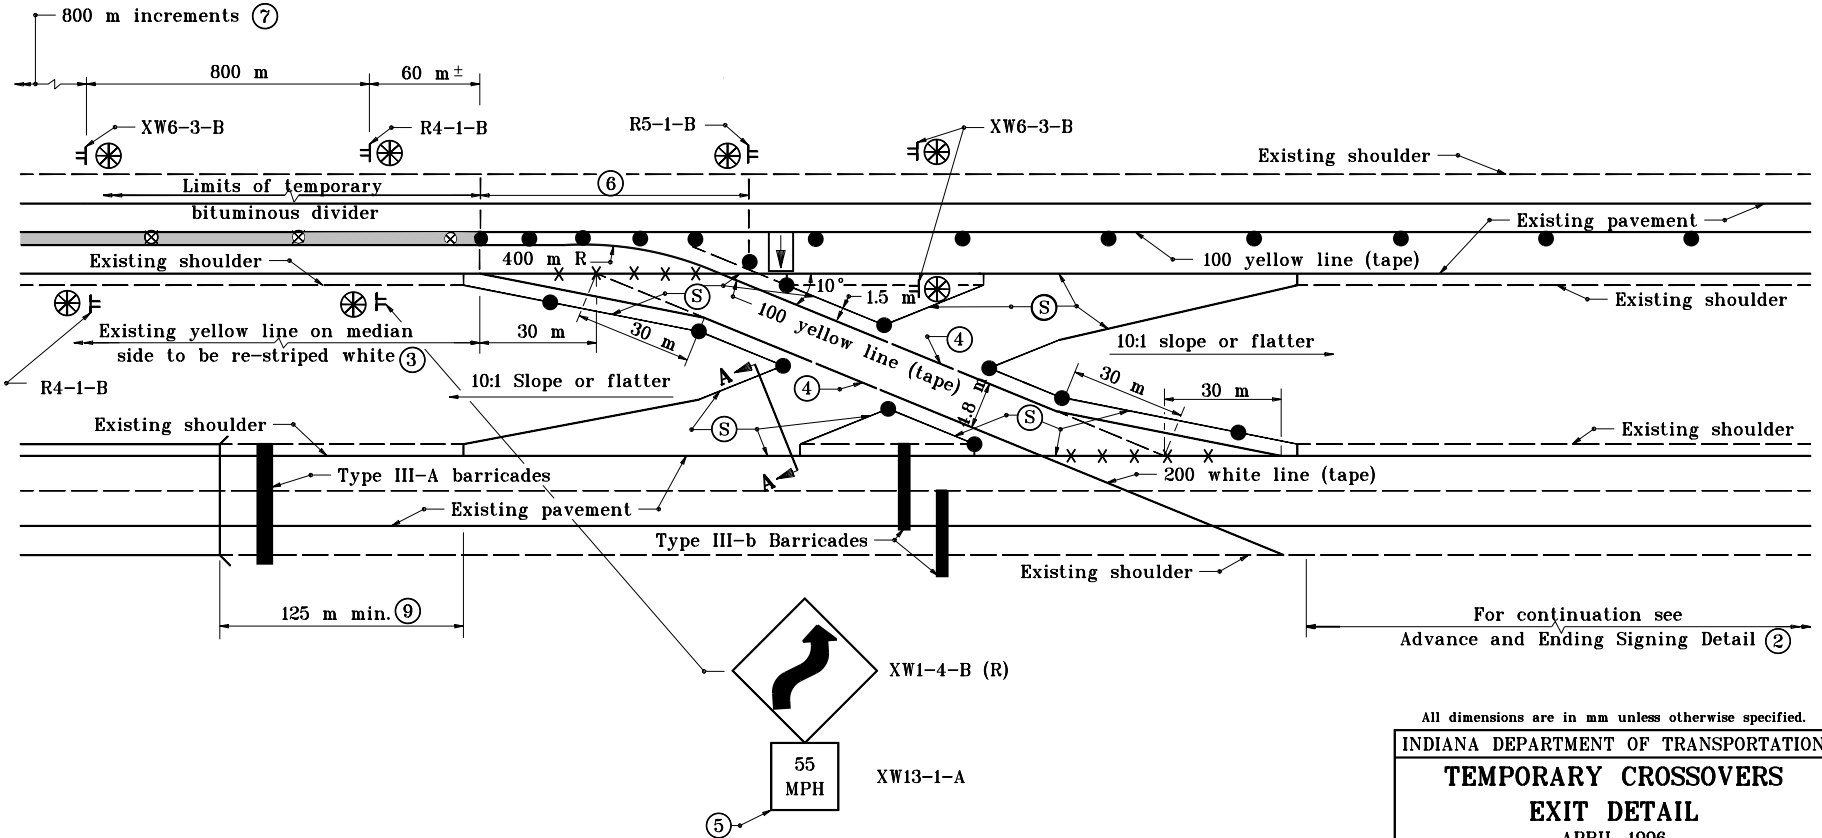 800 m increments 7
800 m
60 m ±
XW6-3-B
R4-1-B
R5-1-B
XW6-3-B
Existing shoulder
Limits of temporary
bituminous divider
6
Existing pavement
400 m R
100 yellow line (tape)
Existing shoulder
10°
1.5 m
S
S
Existing shoulder
Existing yellow line on median
side to be re-striped white 3
30 m
30 m
100 yellow line (tape)
4
10:1 slope or flatter
R4-1-B
10:1 Slope or flatter
A
4
4.8 m
30 m
30 m
S
S
Existing shoulder
Existing shoulder
A
Type III-A barricades
200 white line (tape)
Existing pavement
Type III-b Barricades
Existing shoulder
125 m min. 9
For continuation see
Advance and Ending Signing Detail 2
XW1-4-B (R)
55
MPH
XW13-1-A
5
All dimensions are in mm unless otherwise specified.
INDIANA DEPARTMENT OF TRANSPORTATION
TEMPORARY CROSSOVERS
EXIT DETAIL
APRIL 1996